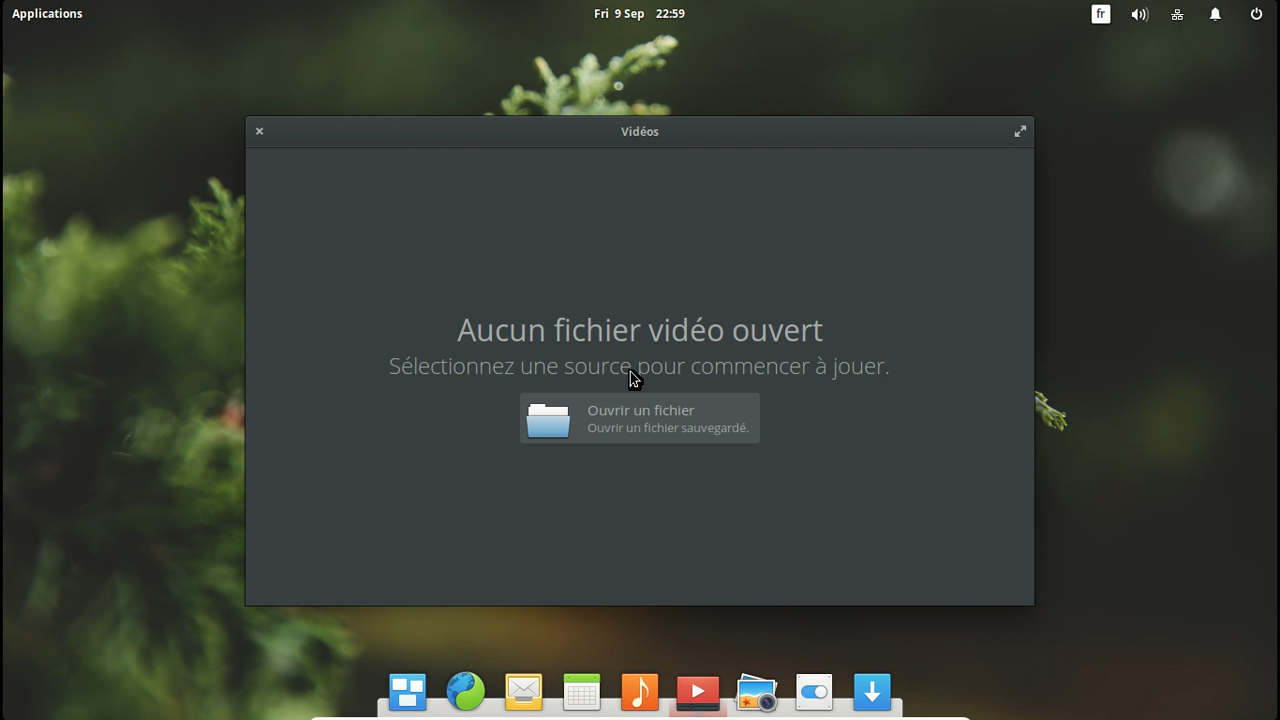 Applications
Fri 9 Sep 22:59
fr
Vidéos
Aucun fichier vidéo ouvert
Sélectionnez une source pour commencer à jouer.
Ouvrir un fichier
Ouvrir un fichier sauvegardé.